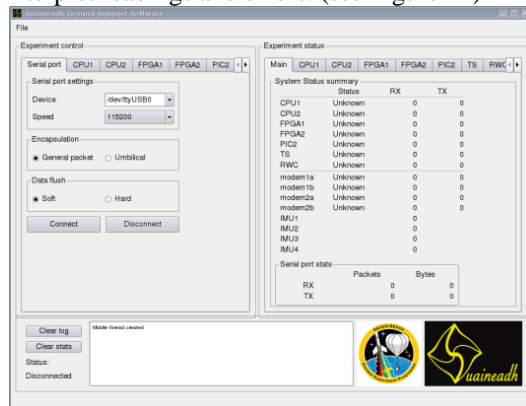 Suaineadh Ground Support Software
File
Experiment control
Serial port CPU1 CPU2 FPGA1 FPGA2 PIC2
Serial port settings
Device /dev/ttyUSB0
Speed 115200
Encapsulation
General packet Umbilical
Data flush
Soft Hard
Connect Disconnect
Experiment status
Main CPU1 CPU2 FPGA1 FPGA2 PIC2 TS RWC
System Status summary
Status RX TX
CPU1 Unknown 0 0
CPU2 Unknown 0 0
FPGA1 Unknown 0 0
FPGA2 Unknown 0 0
PIC2 Unknown 0 0
TS Unknown 0 0
RWC Unknown 0 0
modem1a Unknown 0 0
modem1b Unknown 0 0
modem2a Unknown 0 0
modem2b Unknown 0 0
IMU1 0
IMU2 0
IMU3 0
IMU4 0
Serial port stats
Packets Bytes
RX 0 0
TX 0 0
Clear log
Clear stats
Status:
Disconnected
Middle thread created
Suaineadh